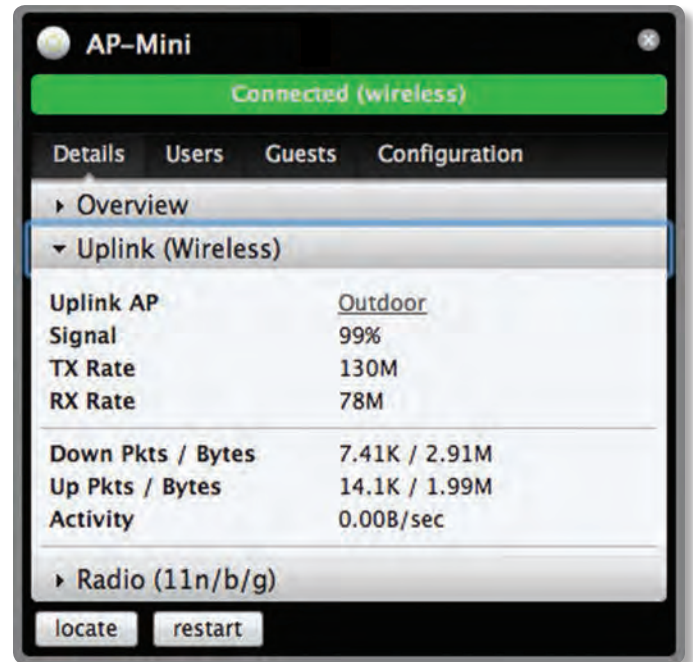 AP-Mini
Connected (wireless)
Details Users Guests Configuration
Overview
Uplink (Wireless)
Uplink AP Outdoor
Signal 99%
TX Rate 130M
RX Rate 78M
Down Pkts / Bytes 7.41K / 2.91M
Up Pkts / Bytes 14.1K / 1.99M
Activity 0.00B/sec
Radio (11n/b/g)
locate restart